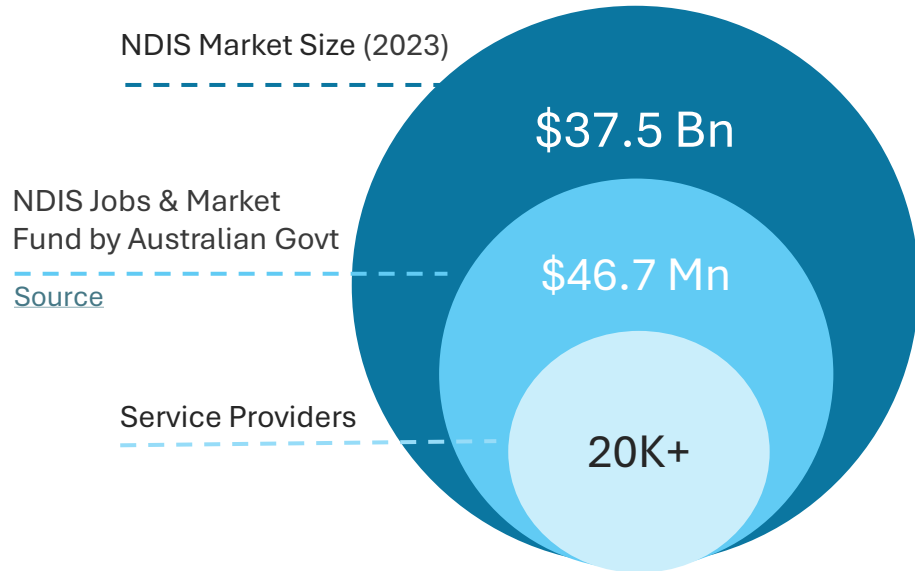 NDIS Market Size (2023)
$37.5 Bn
NDIS Jobs & Market
Fund by Australian Govt
$46.7 Mn
Source
Service Providers
20K+